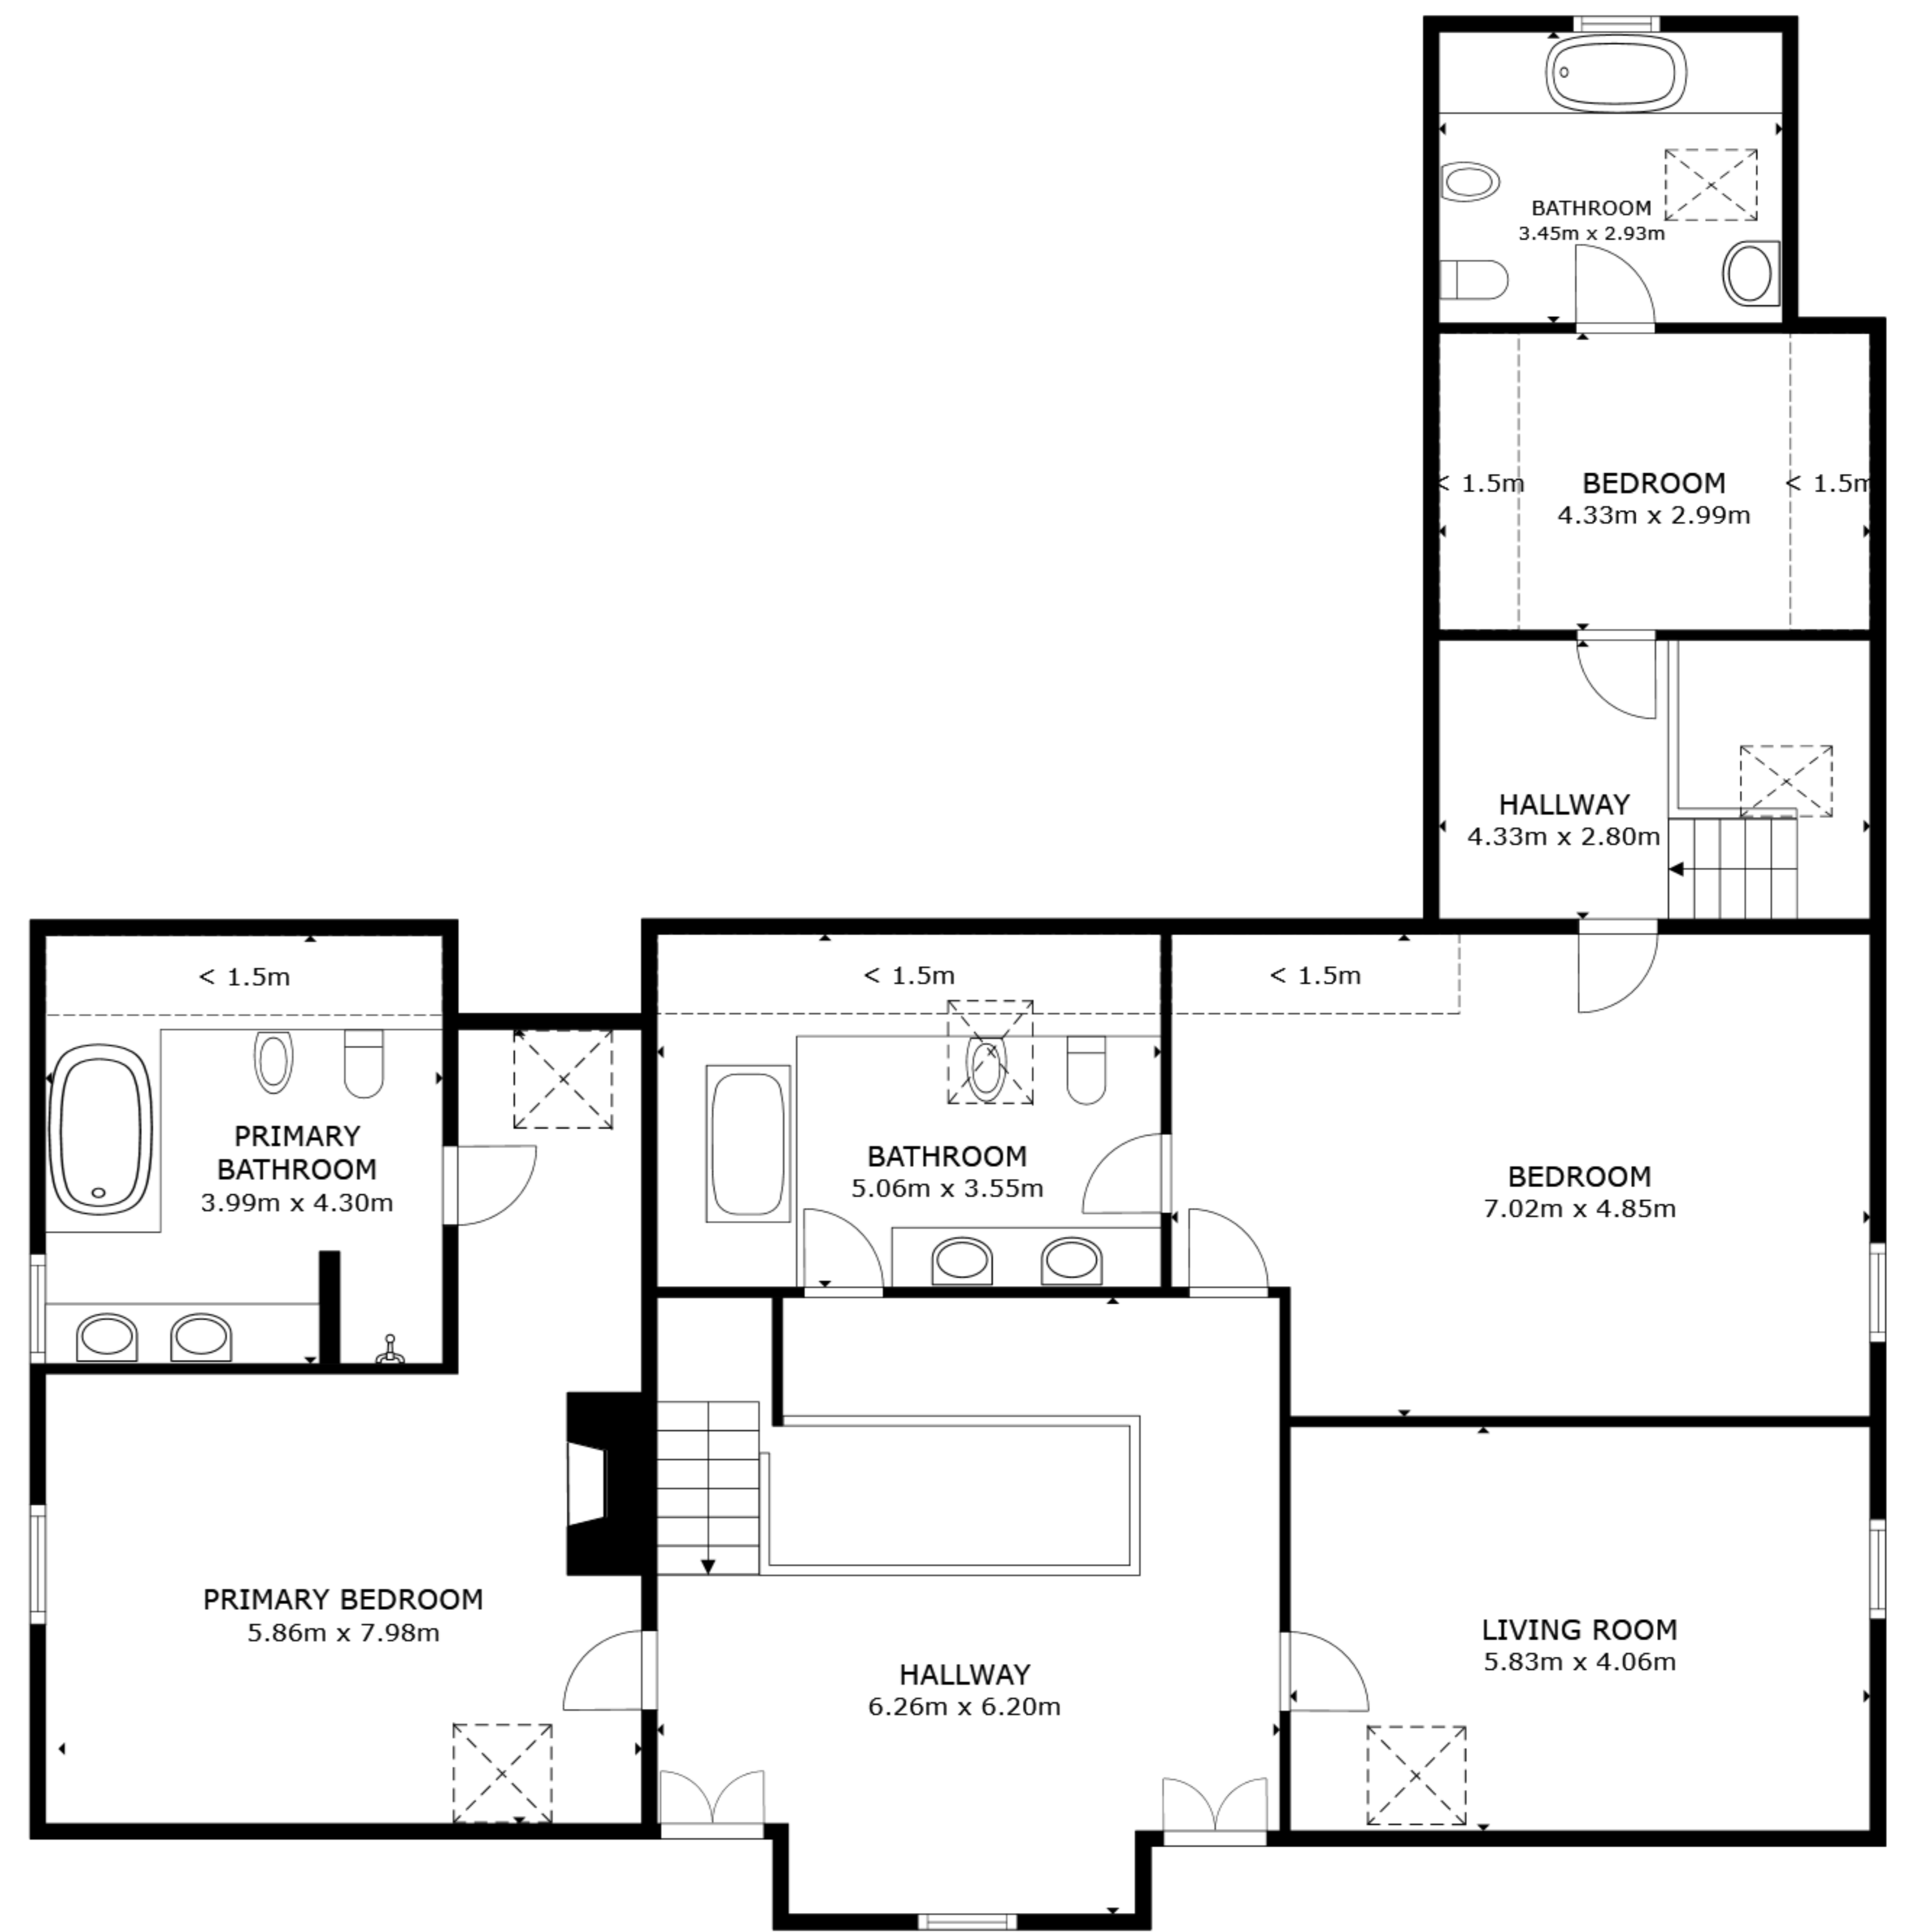 BATHROOM
3.45m x 2.93m
< 1.5m
BEDROOM
4.33m x 2.99m
< 1.5m
HALLWAY
4.33m x 2.80m
< 1.5m
< 1.5m
< 1.5m
PRIMARY
BATHROOM
3.99m x 4.30m
BATHROOM
5.06m x 3.55m
BEDROOM
7.02m x 4.85m
PRIMARY BEDROOM
5.86m x 7.98m
HALLWAY
6.26m x 6.20m
LIVING ROOM
5.83m x 4.06m